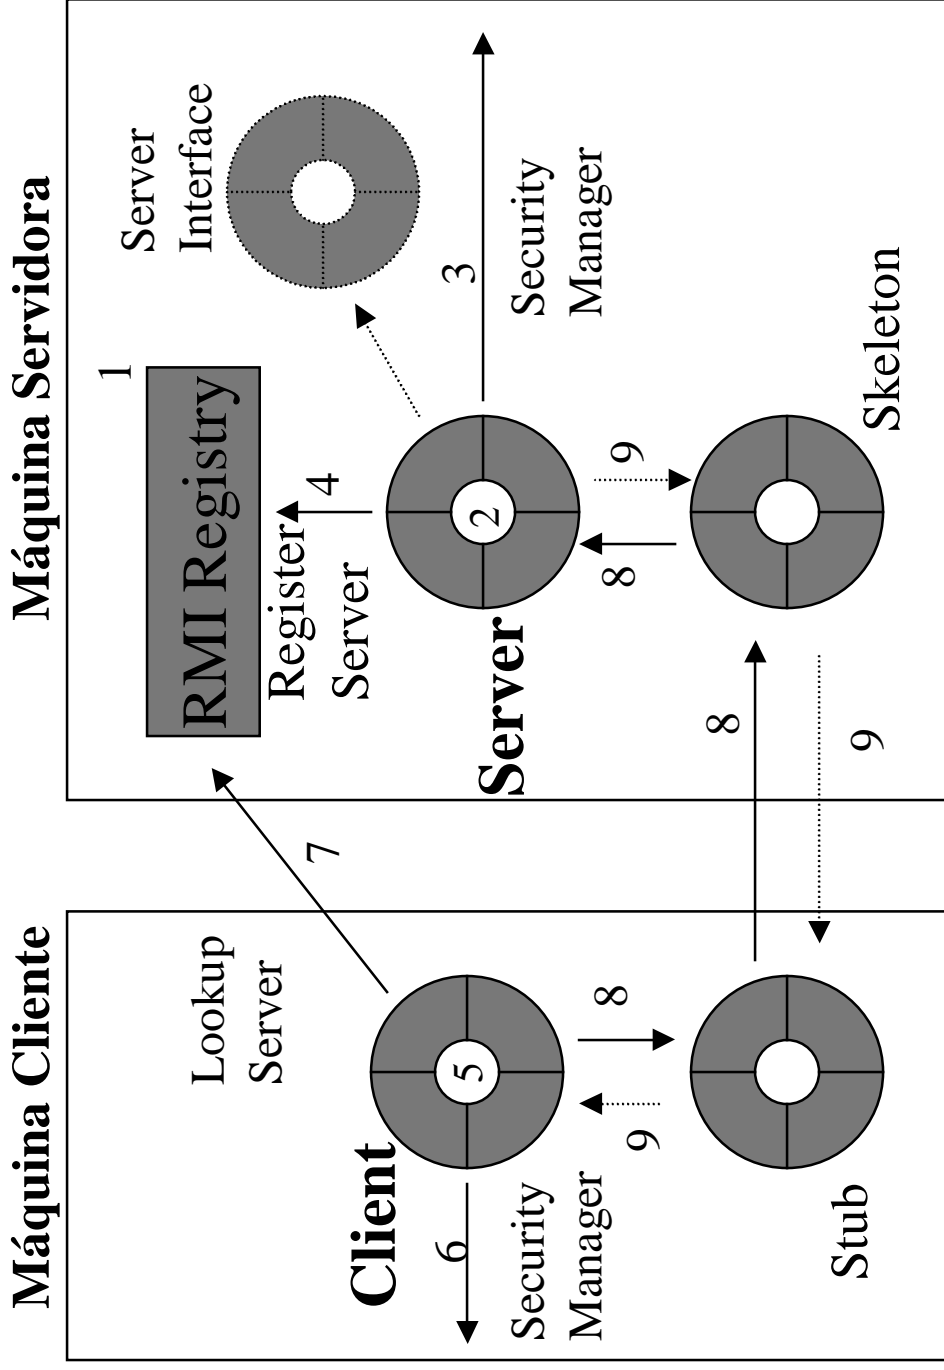 Máquina Cliente
Máquina Servidora
Lookup
Server
7
RMI Registry
1
Server
Interface
Register
Server
4
Client
5
6
Security
Manager
Server
2
3
Security
Manager
9
8
8
9
8
9
Stub
Skeleton